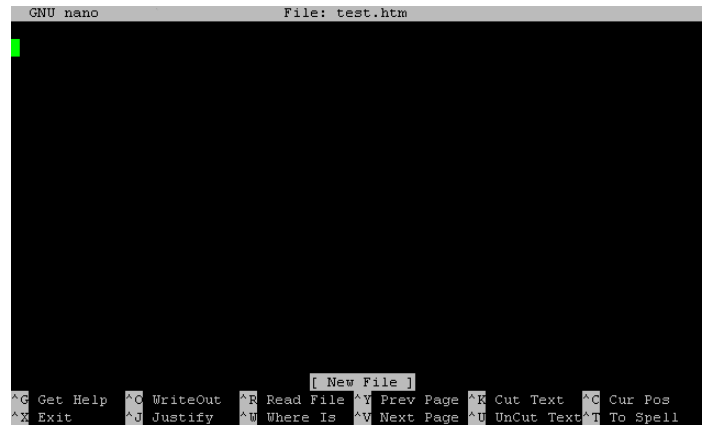 GNU nano File: test.htm
[ New File ]
^G Get Help ^O WriteOut ^R Read File ^Y Prev Page ^K Cut Text ^C Cur Pos
^X Exit ^J Justify ^W Where Is ^V Next Page ^U UnCut Text ^T To Spell